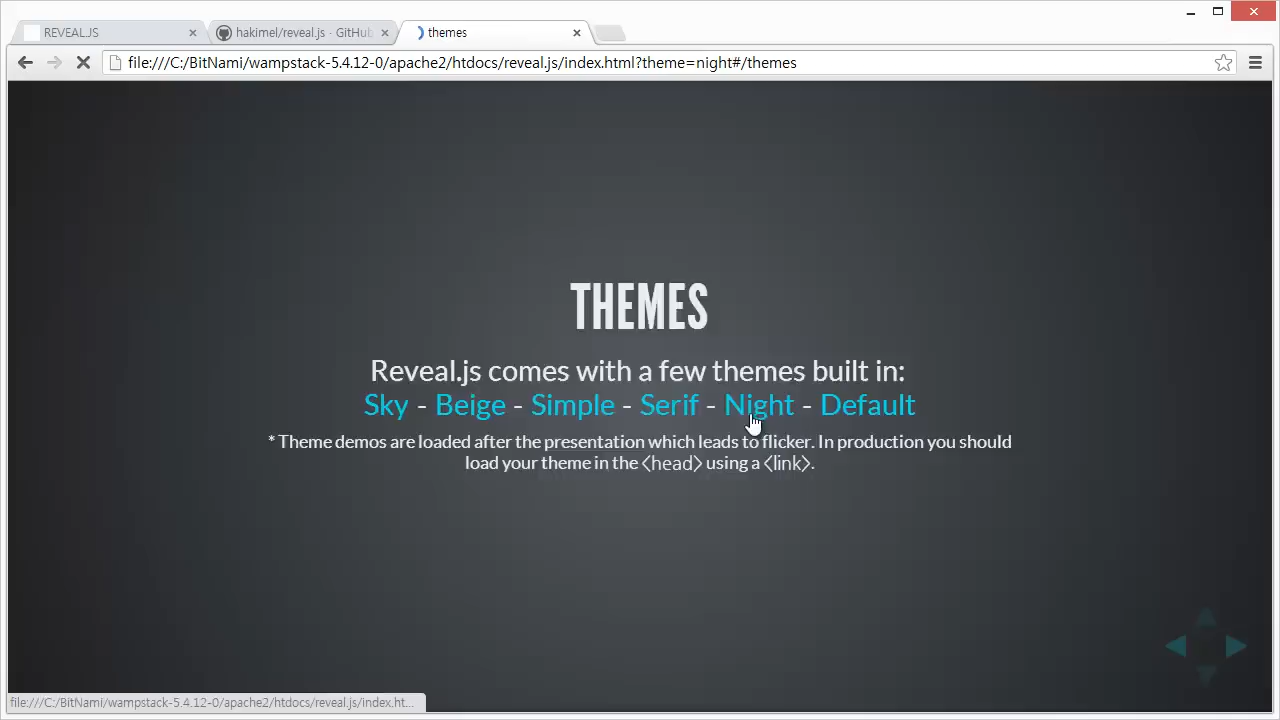 REVEAL.JS
hakimel/reveal.js · GitHub
themes
file:///C:/BitNami/wampstack-5.4.12-0/apache2/htdocs/reveal.js/index.html?theme=night#/themes
THEMES
Reveal.js comes with a few themes built in:
Sky - Beige - Simple - Serif - Night - Default
* Theme demos are loaded after the presentation which leads to flicker. In production you should
load your theme in the <head> using a <link>.
file:///C:/BitNami/wampstack-5.4.12-0/apache2/htdocs/reveal.js/index.ht...